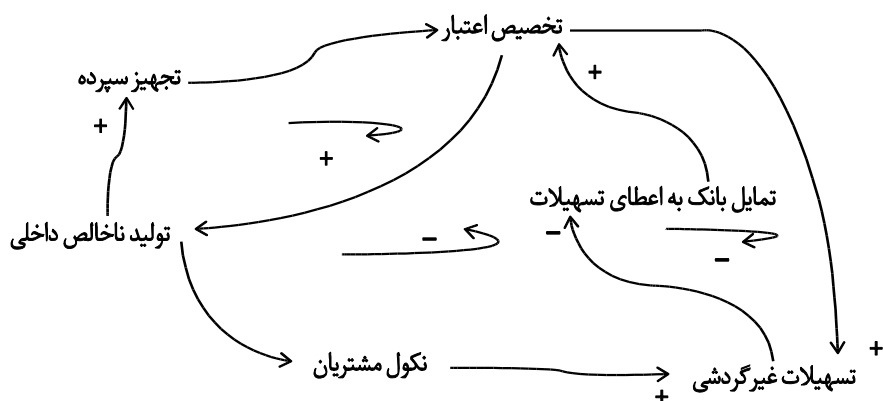 تخصیص اعتبار
تجهیز سپرده
+
+
+
تمایل بانک به اعطای تسهیلات
تولید ناخالص داخلی
-
-
-
نکول مشتریان
+
تسهیلات غیرگردشی
+